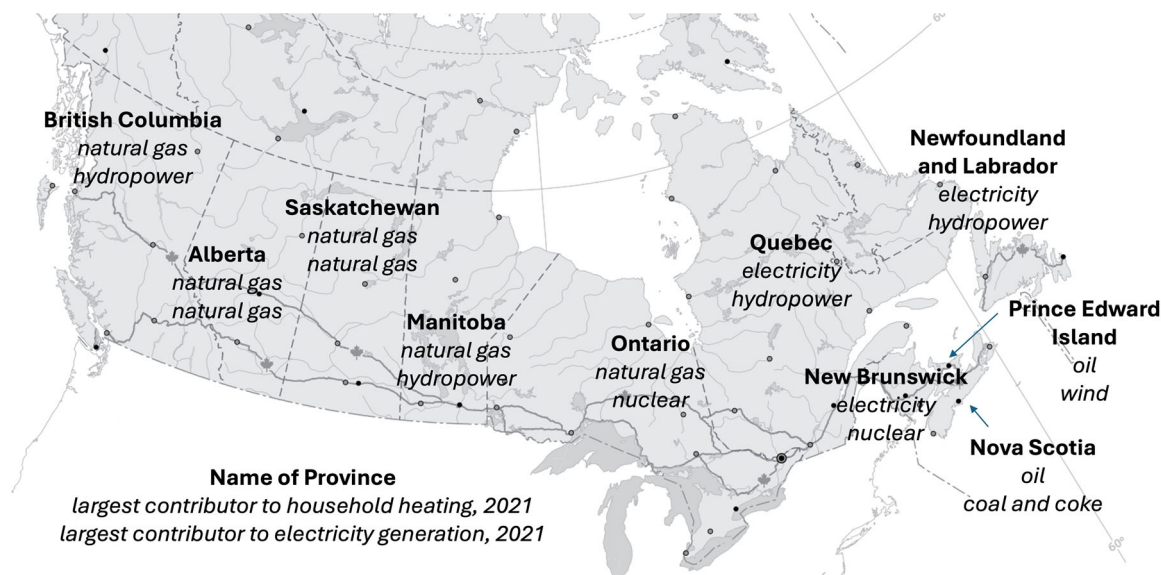 British Columbia
natural gas
hydropower
Saskatchewan
natural gas
natural gas
Alberta
natural gas
natural gas
Manitoba
natural gas
hydropower
Ontario
natural gas
nuclear
Quebec
electricity
hydropower
Newfoundland
and Labrador
electricity
hydropower
Prince Edward
Island
oil
wind
New Brunswick
electricity
nuclear
Nova Scotia
oil
coal and coke
Name of Province
largest contributor to household heating, 2021
largest contributor to electricity generation, 2021
60°